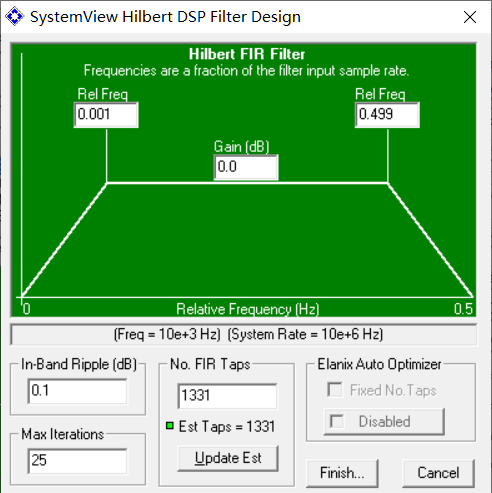 SystemView Hilbert DSP Filter Design
Hilbert FIR Filter
Frequencies are a fraction of the filter input sample rate.
Rel Freq
Rel Freq
0.001
0.499
Gain (dB)
0.0
0
Relative Frequency (Hz)
0.5
(Freq = 10e+3 Hz) (System Rate = 10e+6 Hz)
In-Band Ripple (dB)
0.1
Max Iterations
25
No. FIR Taps
1331
Est Taps = 1331
Update Est
Elanix Auto Optimizer
Fixed No.Taps
Disabled
Finish...
Cancel